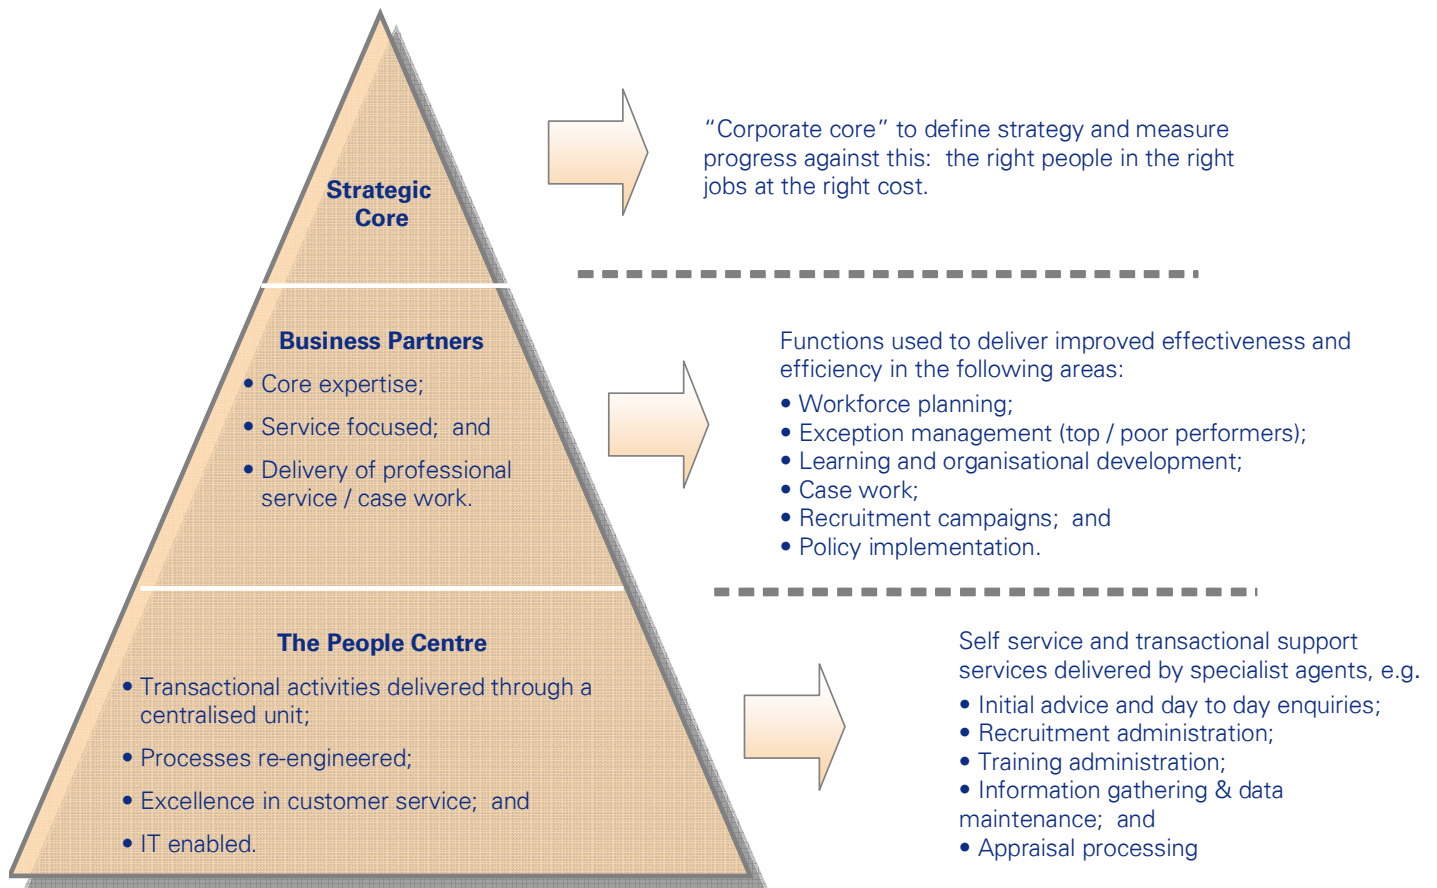 Strategic
Core
“Corporate core” to define strategy and measure
progress against this:  the right people in the right
jobs at the right cost.
Business Partners
• Core expertise;
• Service focused;  and
• Delivery of professional
service / case work.
Functions used to deliver improved effectiveness and
efficiency in the following areas:
• Workforce planning;
• Exception management (top / poor performers);
• Learning and organisational development;
• Case work;
• Recruitment campaigns;  and
• Policy implementation.
The People Centre
• Transactional activities delivered through a
centralised unit;
• Processes re-engineered;
• Excellence in customer service;  and
• IT enabled.
Self service and transactional support
services delivered by specialist agents, e.g.
• Initial advice and day to day enquiries;
• Recruitment administration;
• Training administration;
• Information gathering & data
maintenance;  and
• Appraisal processing